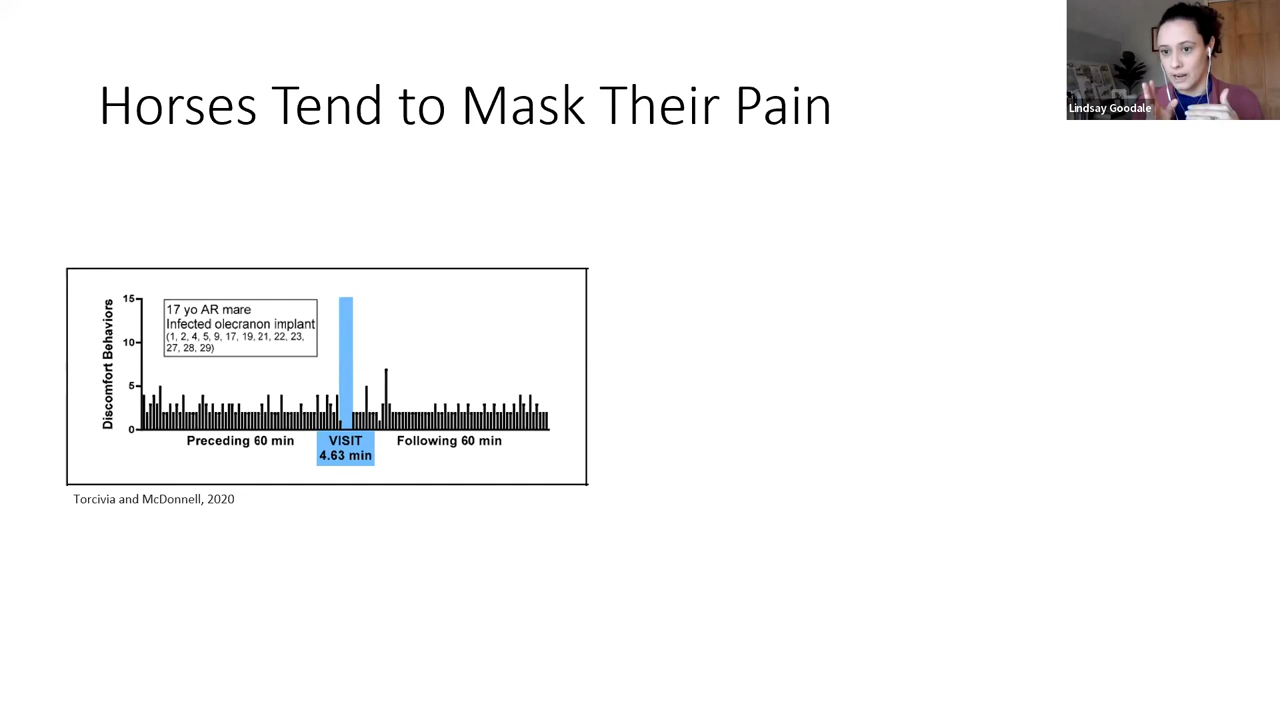 Horses Tend to Mask Their Pain
Lindsay Goodale
Discomfort Behaviors
15
10
5
0
17 yo AR mare
Infected olecranon implant
(1, 2, 4, 5, 9, 17, 19, 21, 22, 23,
27, 28, 29)
Preceding 60 min
VISIT
4.63 min
Following 60 min
Torcivia and McDonnell, 2020